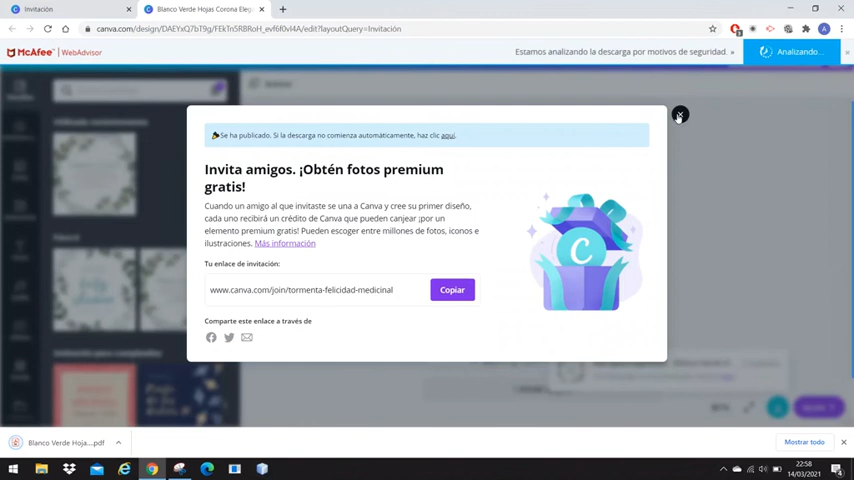 Invitación
Blanco Verde Hojas Corona Eleg
canva.com/design/DAEYxQ7bT9g/FEkTn5RBRoH_evf6f0vI4A/edit?layoutQuery=Invitación
McAfee | WebAdvisor
Estamos analizando la descarga por motivos de seguridad. »
Analizando...
Se ha publicado. Si la descarga no comienza automáticamente, haz clic aquí.
Invita amigos. ¡Obtén fotos premium
gratis!
Cuando un amigo al que invitaste se una a Canva y cree su primer diseño,
cada uno recibirá un crédito de Canva que pueden canjear ¡por un
elemento premium gratis! Pueden escoger entre millones de fotos, iconos e
ilustraciones. Más información
Tu enlace de invitación:
www.canva.com/join/tormenta-felicidad-medicinal
Copiar
Comparte este enlace a través de
Blanco Verde Hoja....pdf
Mostrar todo
22:58
14/03/2021